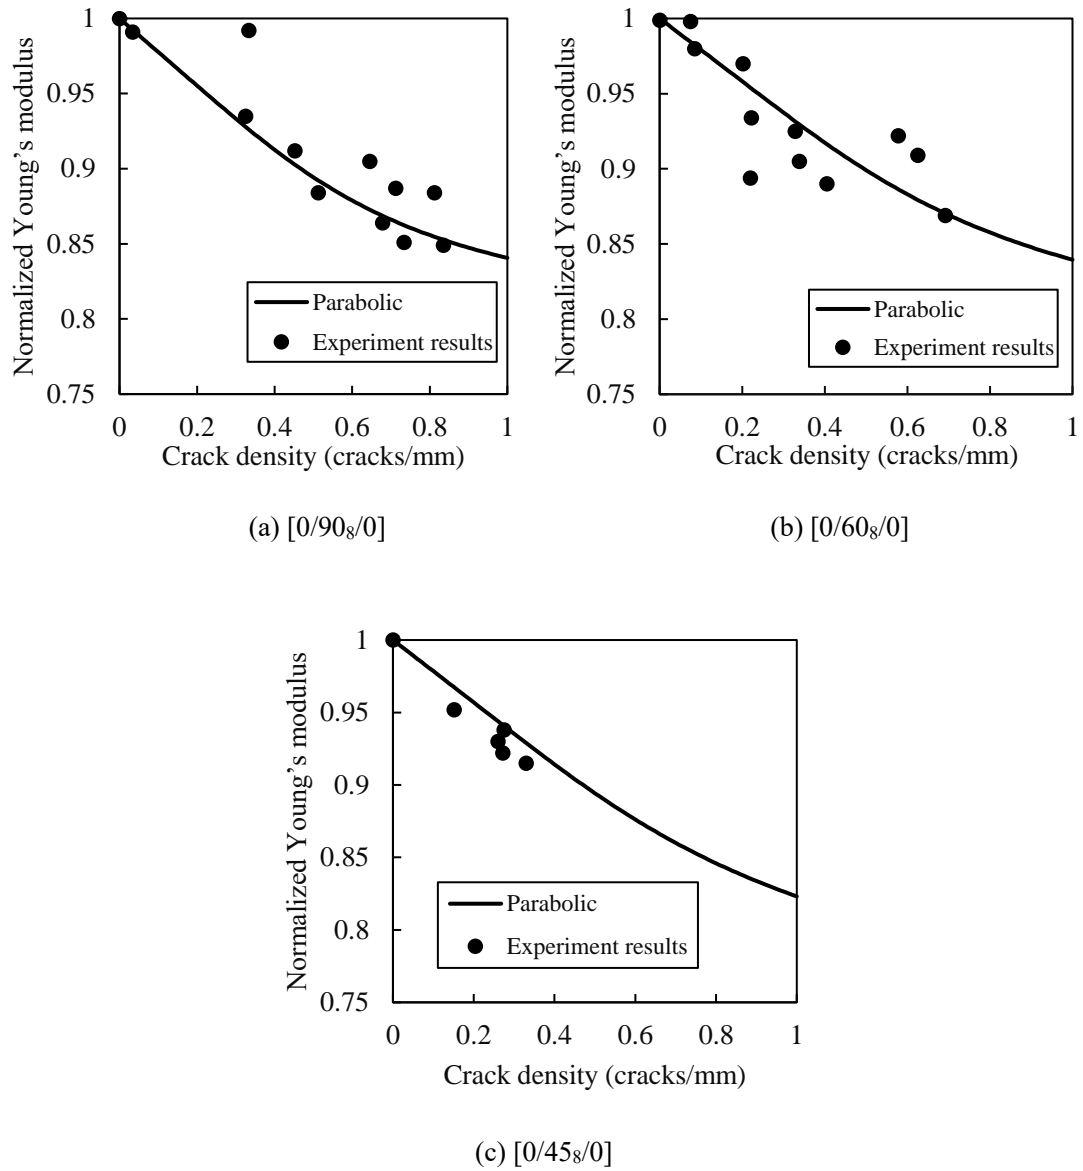 Normalized Young's modulus
1
0.95
0.9
0.85
0.8
0.75
0 0.2 0.4 0.6 0.8 1
Crack density (cracks/mm)
Parabolic
Experiment results
(a) [0/90₈/0]
Normalized Young's modulus
1
0.95
0.9
0.85
0.8
0.75
0 0.2 0.4 0.6 0.8 1
Crack density (cracks/mm)
Parabolic
Experiment results
(b) [0/60₈/0]
Normalized Young's modulus
1
0.95
0.9
0.85
0.8
0.75
0 0.2 0.4 0.6 0.8 1
Crack density (cracks/mm)
Parabolic
Experiment results
(c) [0/45₈/0]